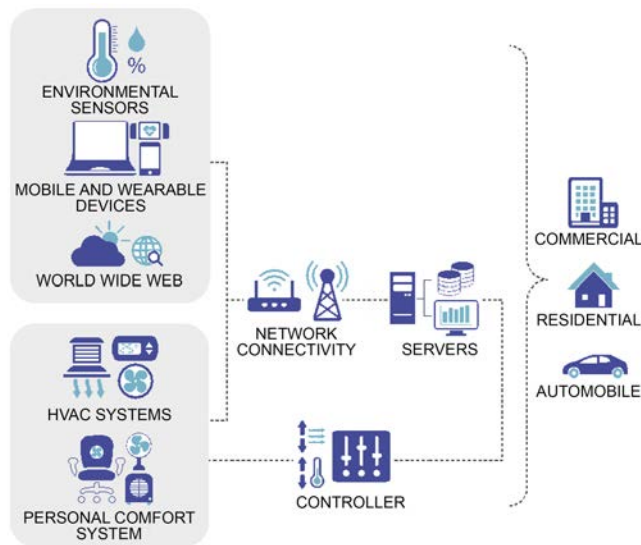 %
ENVIRONMENTAL
SENSORS
MOBILE AND WEARABLE
DEVICES
WORLD WIDE WEB
HVAC SYSTEMS
PERSONAL COMFORT
SYSTEM
NETWORK
CONNECTIVITY
SERVERS
CONTROLLER
COMMERCIAL
RESIDENTIAL
AUTOMOBILE